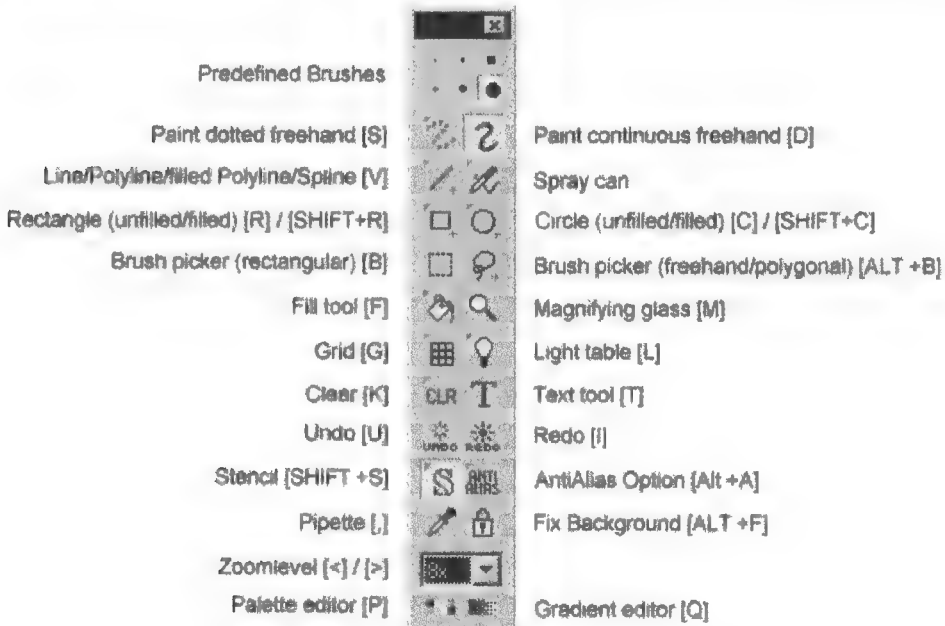 Predefined Brushes
Paint dotted freehand [S] Paint continuous freehand [D]
Line/Polyline/filled Polyline/Spline [V] Spray can
Rectangle (unfilled/filled) [R] / [SHIFT+R] Circle (unfilled/filled) [C] / [SHIFT+C]
Brush picker (rectangular) [B] Brush picker (freehand/polygonal) [ALT +B]
Fill tool [F] Magnifying glass [M]
Grid [G] Light table [L]
Clear [K] CLR T Text tool [T]
Undo [U] UNDO REDO Redo [I]
Stencil [SHIFT +S] S ANTI ALIAS AntiAlias Option [Alt +A]
Pipette [,] Fix Background [ALT +F]
Zoomlevel [<] / [>] 8x
Palette editor [P] Gradient editor [Q]